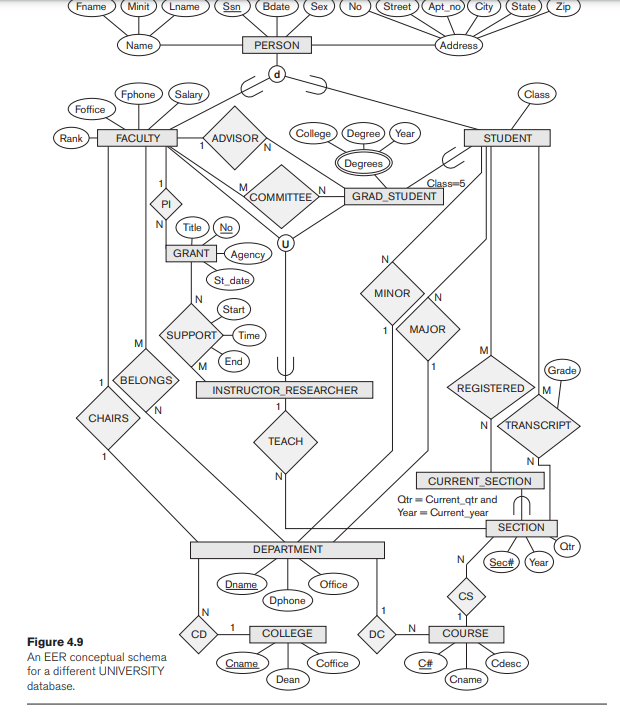 Fname Minit Lname Ssn Bdate Sex No Street Apt_no City State Zip
Name PERSON Address
d
Fphone Salary Class
Foffice
Rank FACULTY ADVISOR College Degree Year STUDENT
1 N
Degrees
Class=5
1 M COMMITTEE N GRAD_STUDENT
PI
N Title No U
GRANT Agency
N
St_date
MINOR N
N Start
SUPPORT Time 1 MAJOR
M End M 1
BELONGS M INSTRUCTOR_RESEARCHER REGISTERED Grade
1 N 1 M
CHAIRS TEACH N TRANSCRIPT
1 N N
CURRENT_SECTION
Qtr = Current_qtr and
Year = Current_year
SECTION
DEPARTMENT Qtr
N Sec# Year
Dname Office
Dphone CS
N 1 1
CD 1 COLLEGE DC N COURSE
Cname Coffice C# Cdesc
Dean Cname
Figure 4.9
An EER conceptual schema
for a different UNIVERSITY
database.